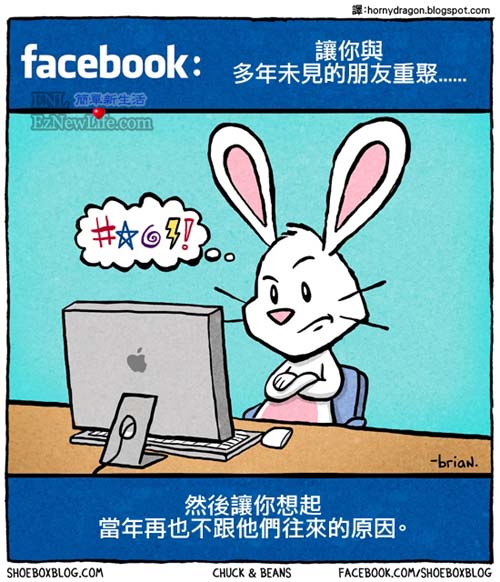 譯:hornydragon.blogspot.com
facebook:
讓你與
多年未見的朋友重聚......
ENL 簡單新生活
EzNewLife.com
#☆@⚡!
-brian.
然後讓你想起
當年再也不跟他們往來的原因。
SHOEBOXBLOG.COM CHUCK & BEANS FACEBOOK.COM/SHOEBOXBLOG